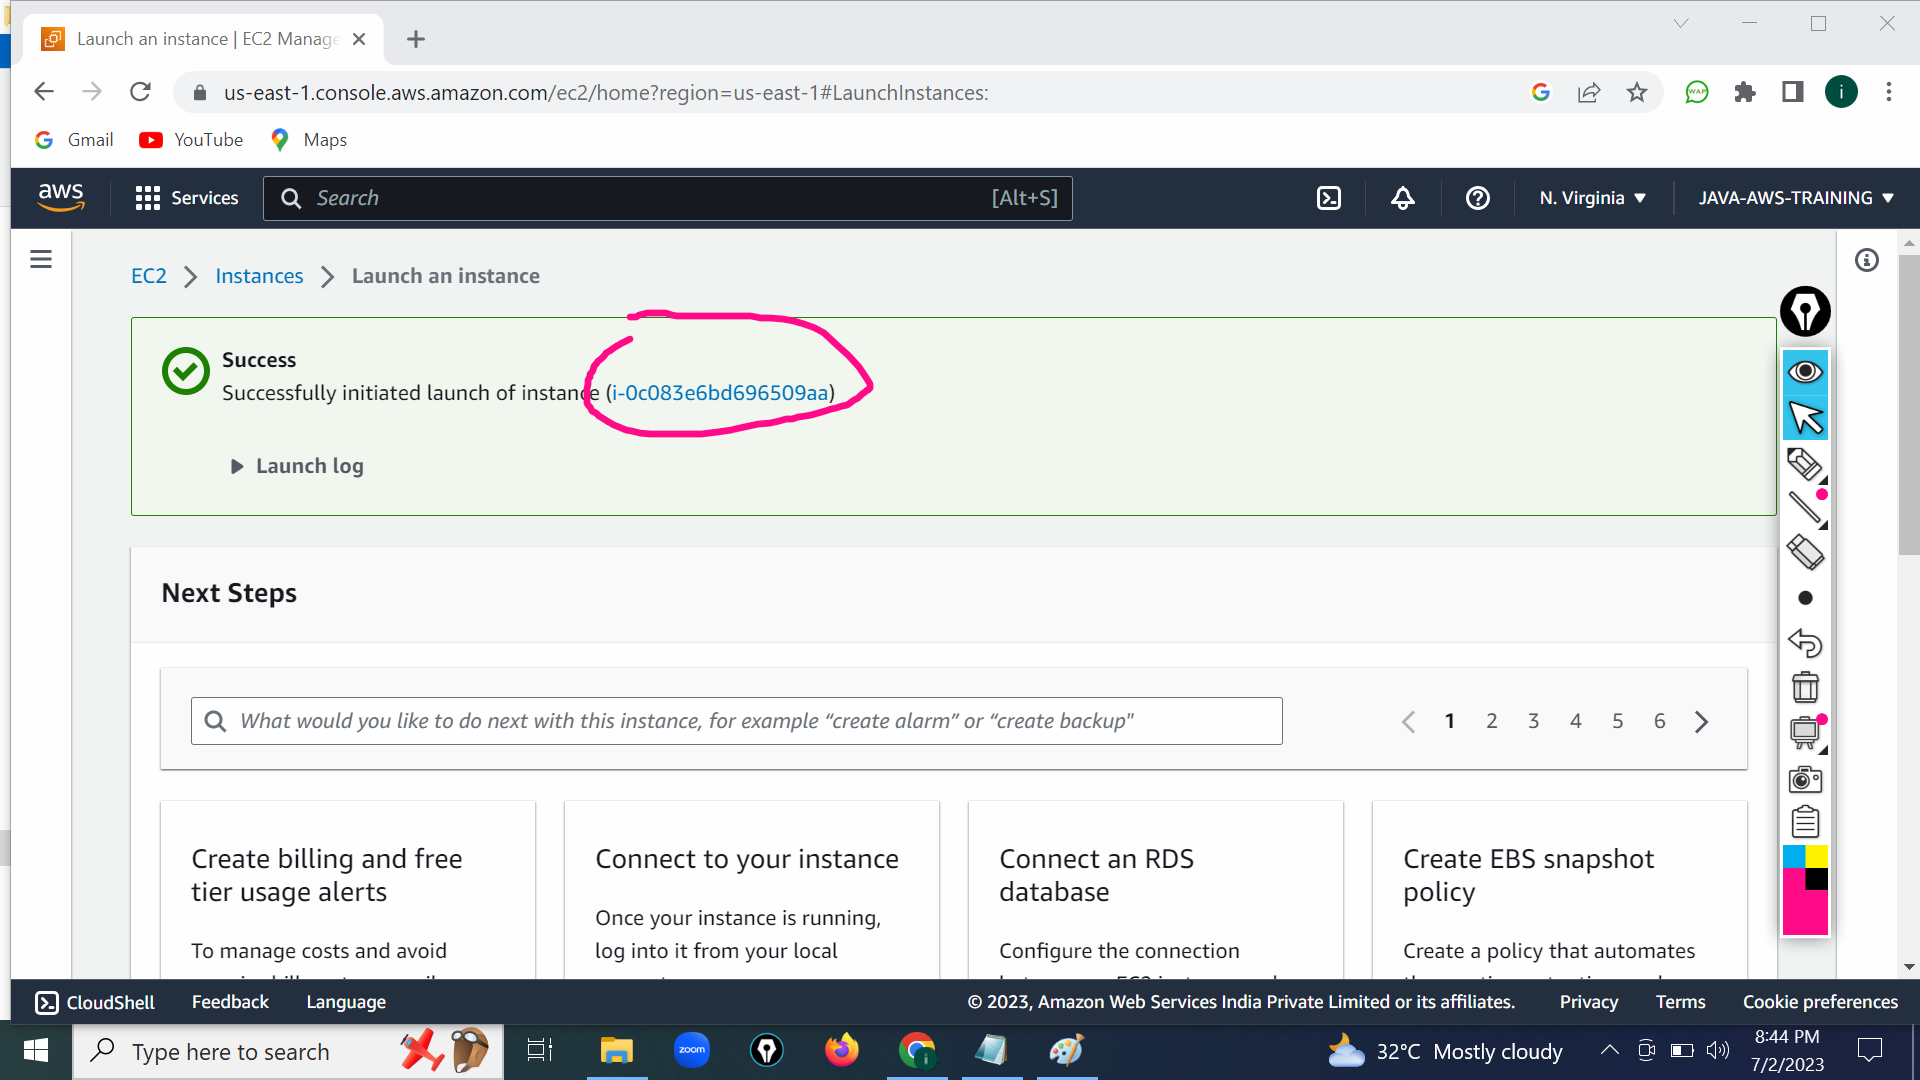 Launch an instance | EC2 Manage
us-east-1.console.aws.amazon.com/ec2/home?region=us-east-1#LaunchInstances:
WAP
i
Gmail
YouTube
Maps
aws
Services
Search
[Alt+S]
N. Virginia
JAVA-AWS-TRAINING
EC2 > Instances > Launch an instance
Success
Successfully initiated launch of instance (i-0c083e6bd696509aa)
Launch log
Next Steps
What would you like to do next with this instance, for example “create alarm” or “create backup"
1 2 3 4 5 6
Create billing and free
tier usage alerts
To manage costs and avoid
Connect to your instance
Once your instance is running,
log into it from your local
Connect an RDS
database
Configure the connection
Create EBS snapshot
policy
Create a policy that automates
CloudShell
Feedback
Language
© 2023, Amazon Web Services India Private Limited or its affiliates.
Privacy
Terms
Cookie preferences
Type here to search
zoom
32°C Mostly cloudy
8:44 PM
7/2/2023